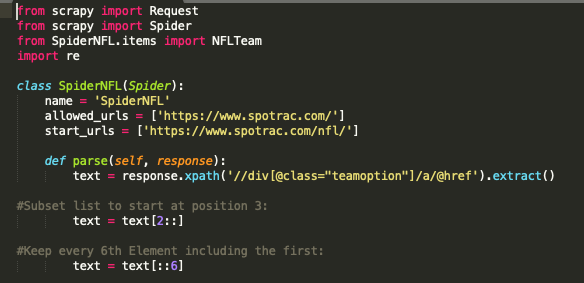 from scrapy import Request
from scrapy import Spider
from SpiderNFL.items import NFLTeam
import re

class SpiderNFL(Spider):
    name = 'SpiderNFL'
    allowed_urls = ['https://www.spotrac.com/']
    start_urls = ['https://www.spotrac.com/nfl/']

    def parse(self, response):
        text = response.xpath('//div[@class="teamoption"]/a/@href').extract()

#Subset list to start at position 3:
        text = text[2::]

#Keep every 6th Element including the first:
        text = text[::6]